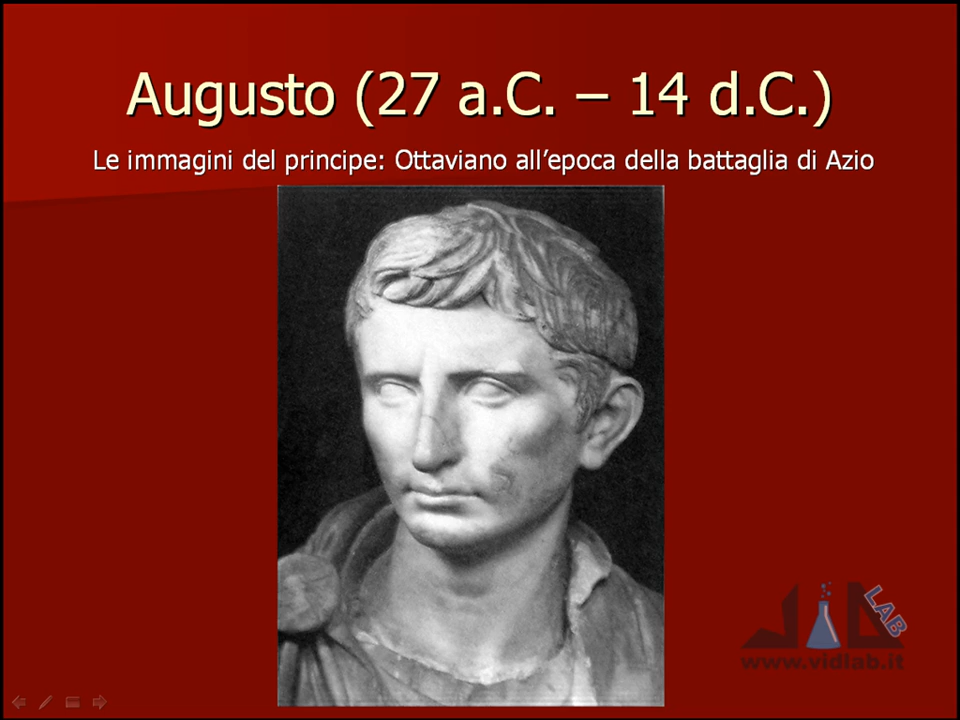 Augusto (27 a.C. – 14 d.C.)
Le immagini del principe: Ottaviano all'epoca della battaglia di Azio
LAB
www.vidlab.it